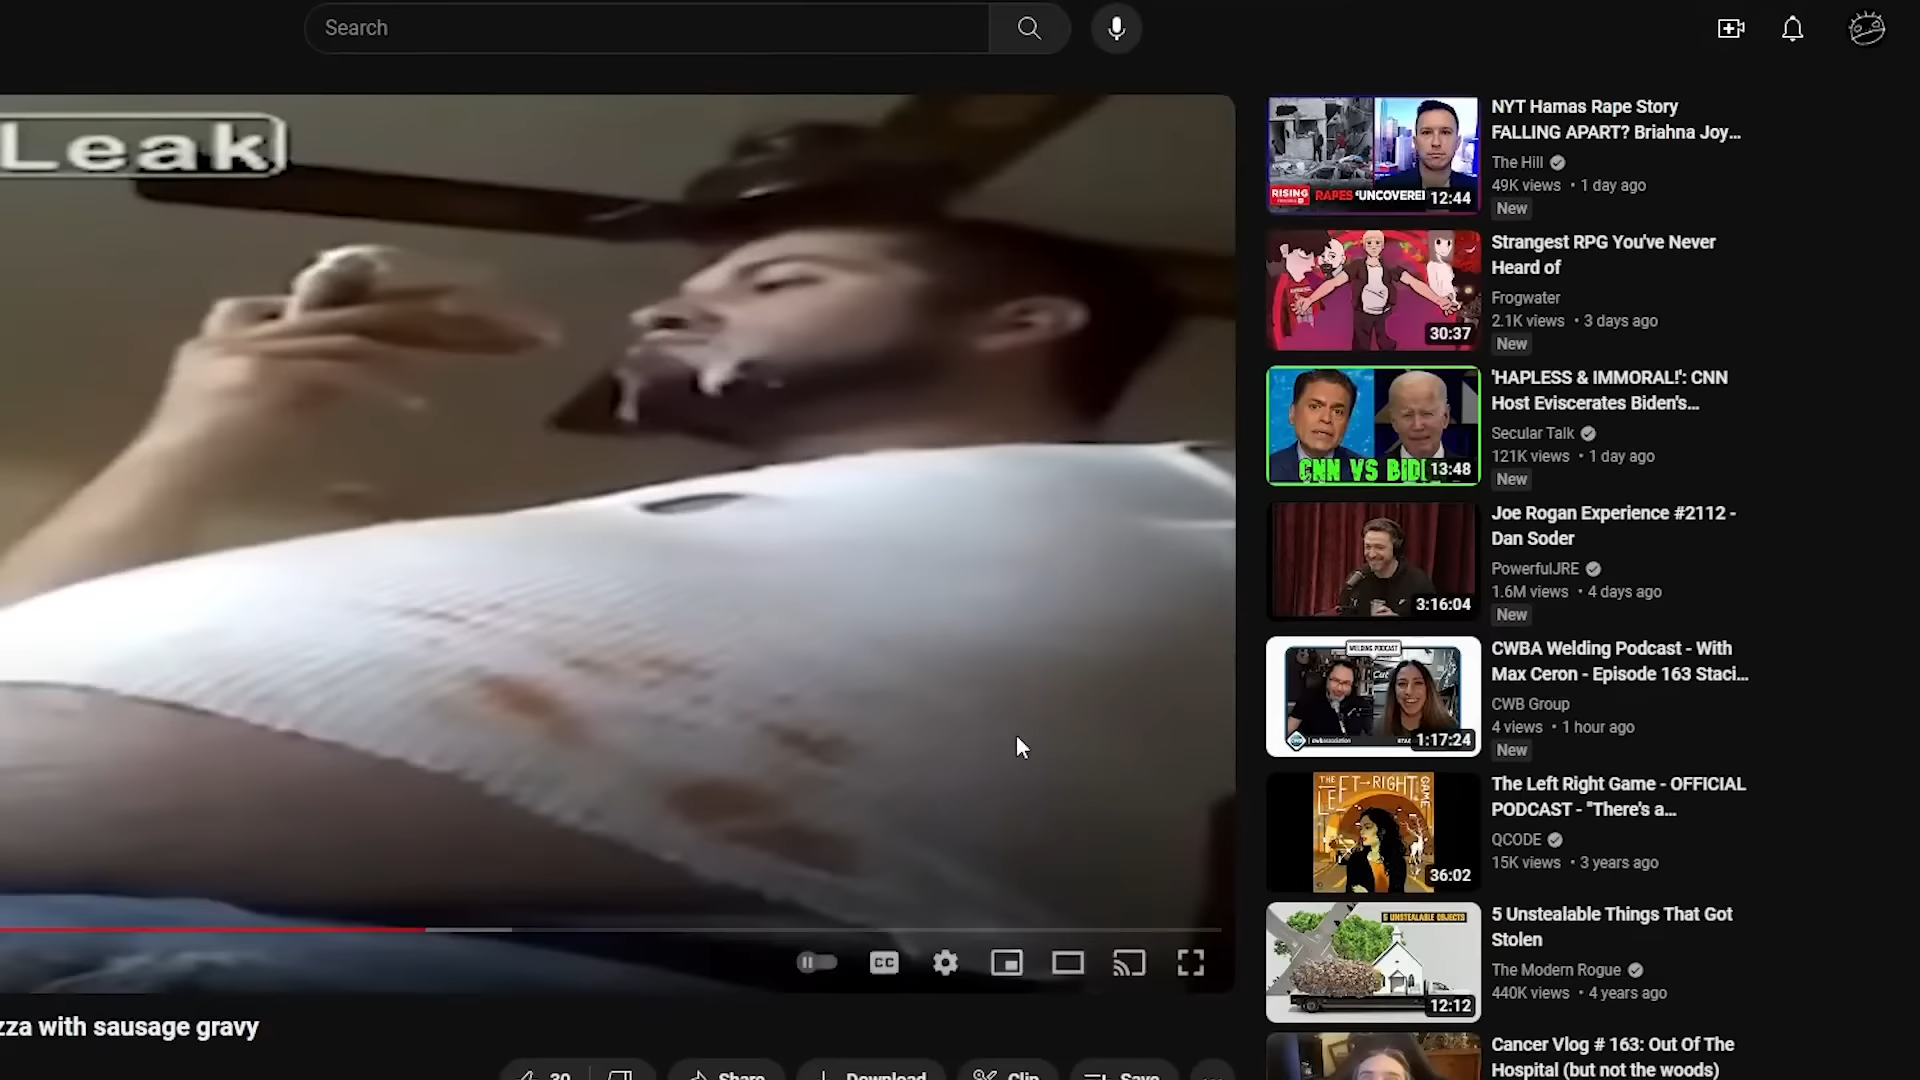 Search
Leak
zza with sausage gravy
30
Share
Download
Clip
Save
CC
RISING
RAPES 'UNCOVERE
12:44
NYT Hamas Rape Story
FALLING APART? Briahna Joy...
The Hill
49K views • 1 day ago
New
30:37
Strangest RPG You've Never
Heard of
Frogwater
2.1K views • 3 days ago
New
CNN VS BID
13:48
'HAPLESS & IMMORAL!': CNN
Host Eviscerates Biden's...
Secular Talk
121K views • 1 day ago
New
3:16:04
Joe Rogan Experience #2112 -
Dan Soder
PowerfulJRE
1.6M views • 4 days ago
New
WELDING PODCAST
1:17:24
CWBA Welding Podcast - With
Max Ceron - Episode 163 Staci...
CWB Group
4 views • 1 hour ago
New
THE
LEFT-RIGHT
GAME
36:02
The Left Right Game - OFFICIAL
PODCAST - "There's a...
QCODE
15K views • 3 years ago
5 UNSTEALABLE OBJECTS
12:12
5 Unstealable Things That Got
Stolen
The Modern Rogue
440K views • 4 years ago
Cancer Vlog # 163: Out Of The
Hospital (but not the woods)